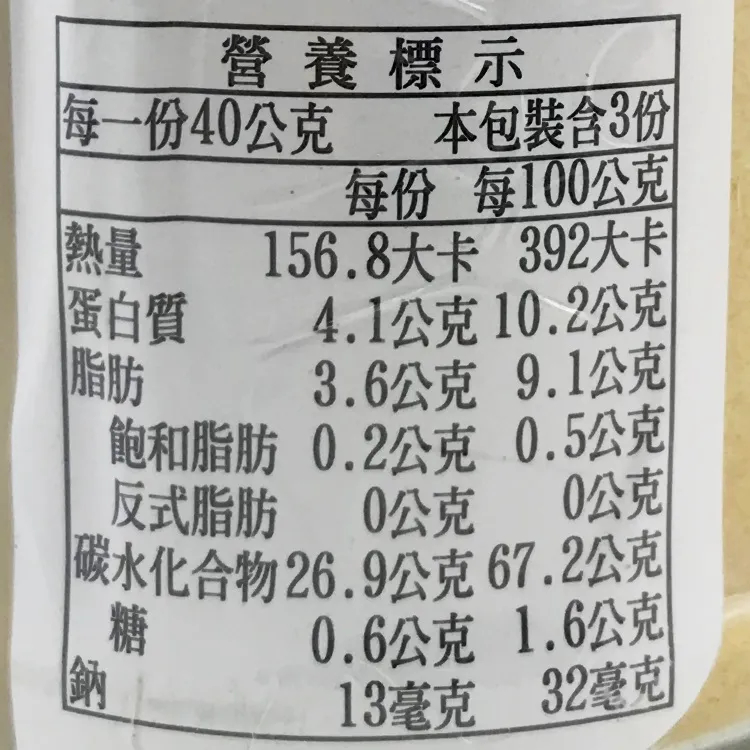 營養標示
每一份40公克 本包裝含3份
每份 每100公克
熱量 156.8大卡 392大卡
蛋白質 4.1公克 10.2公克
脂肪 3.6公克 9.1公克
飽和脂肪 0.2公克 0.5公克
反式脂肪 0公克 0公克
碳水化合物 26.9公克 67.2公克
糖 0.6公克 1.6公克
鈉 13毫克 32毫克